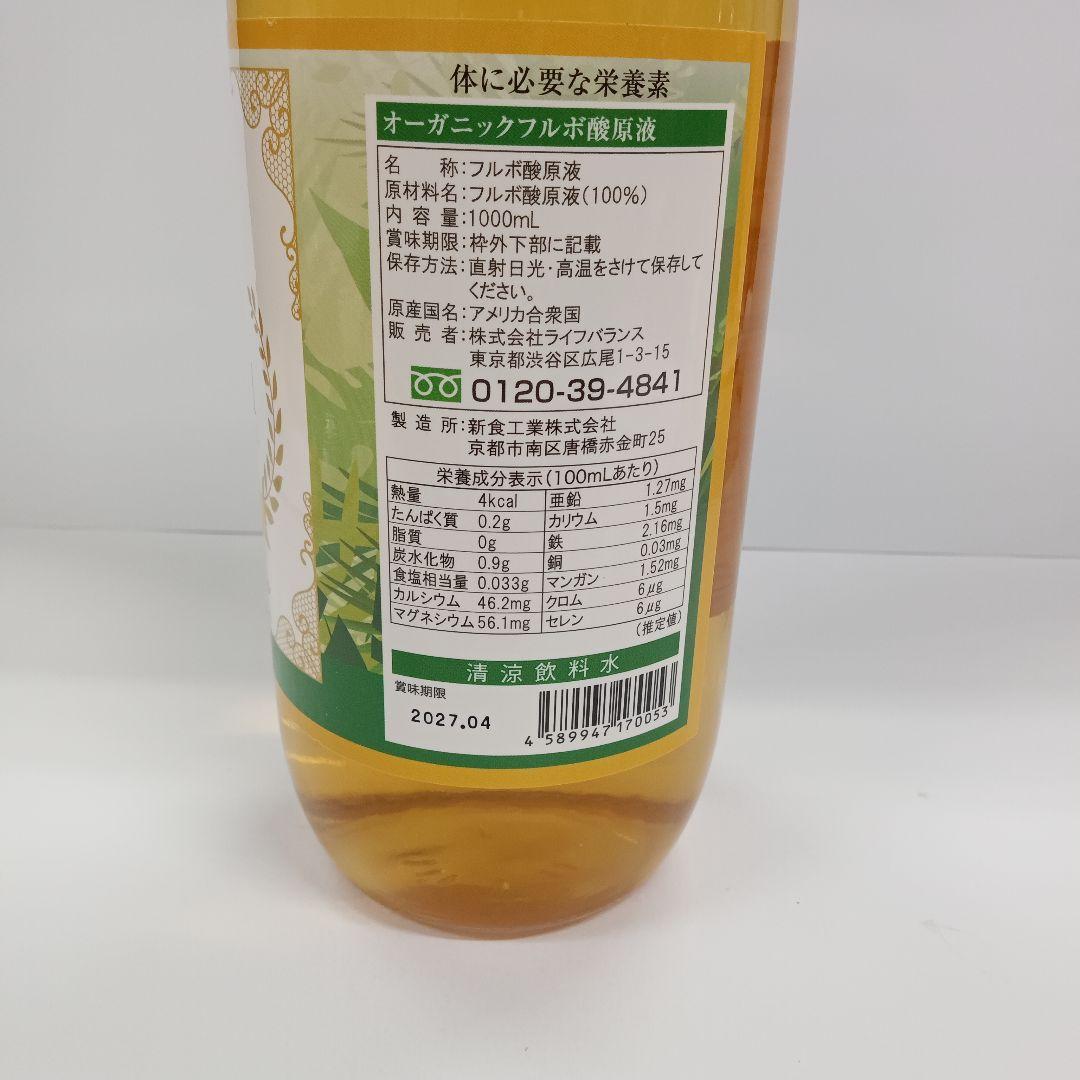 体に必要な栄養素
オーガニックフルボ酸原液
名 称:フルボ酸原液
原材料名:フルボ酸原液(100%)
内容量:1000mL
賞味期限:枠外下部に記載
保存方法:直射日光・高温をさけて保存して
ください。
原産国名:アメリカ合衆国
販売者:株式会社ライフバランス
東京都渋谷区広尾1-3-15
0120-39-4841
製造所:新食工業株式会社
京都市南区唐橋赤金町25
栄養成分表示(100mLあたり)
熱量 4kcal 亜鉛 1.27mg
たんぱく質 0.2g カリウム 1.5mg
脂質 0g 鉄 2.16mg
炭水化物 0.9g 銅 0.03mg
食塩相当量 0.033g マンガン 1.52mg
カルシウム 46.2mg クロム 6μg
マグネシウム 56.1mg セレン 6μg
(推定値)
清涼飲料水
賞味期限
2027.04
4 589947 170053